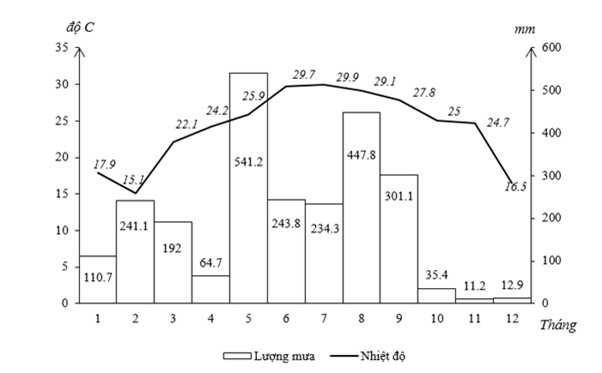 độ C mm
35 600
30 500
25 400
20 300
15 200
10 100
5 0
0
17.9 15.1 22.1 24.2 25.9 29.7 29.9 29.1 27.8 25 24.7 16.5
110.7 241.1 192 64.7 541.2 243.8 234.3 447.8 301.1 35.4 11.2 12.9
1 2 3 4 5 6 7 8 9 10 11 12 Tháng
Lượng mưa Nhiệt độ